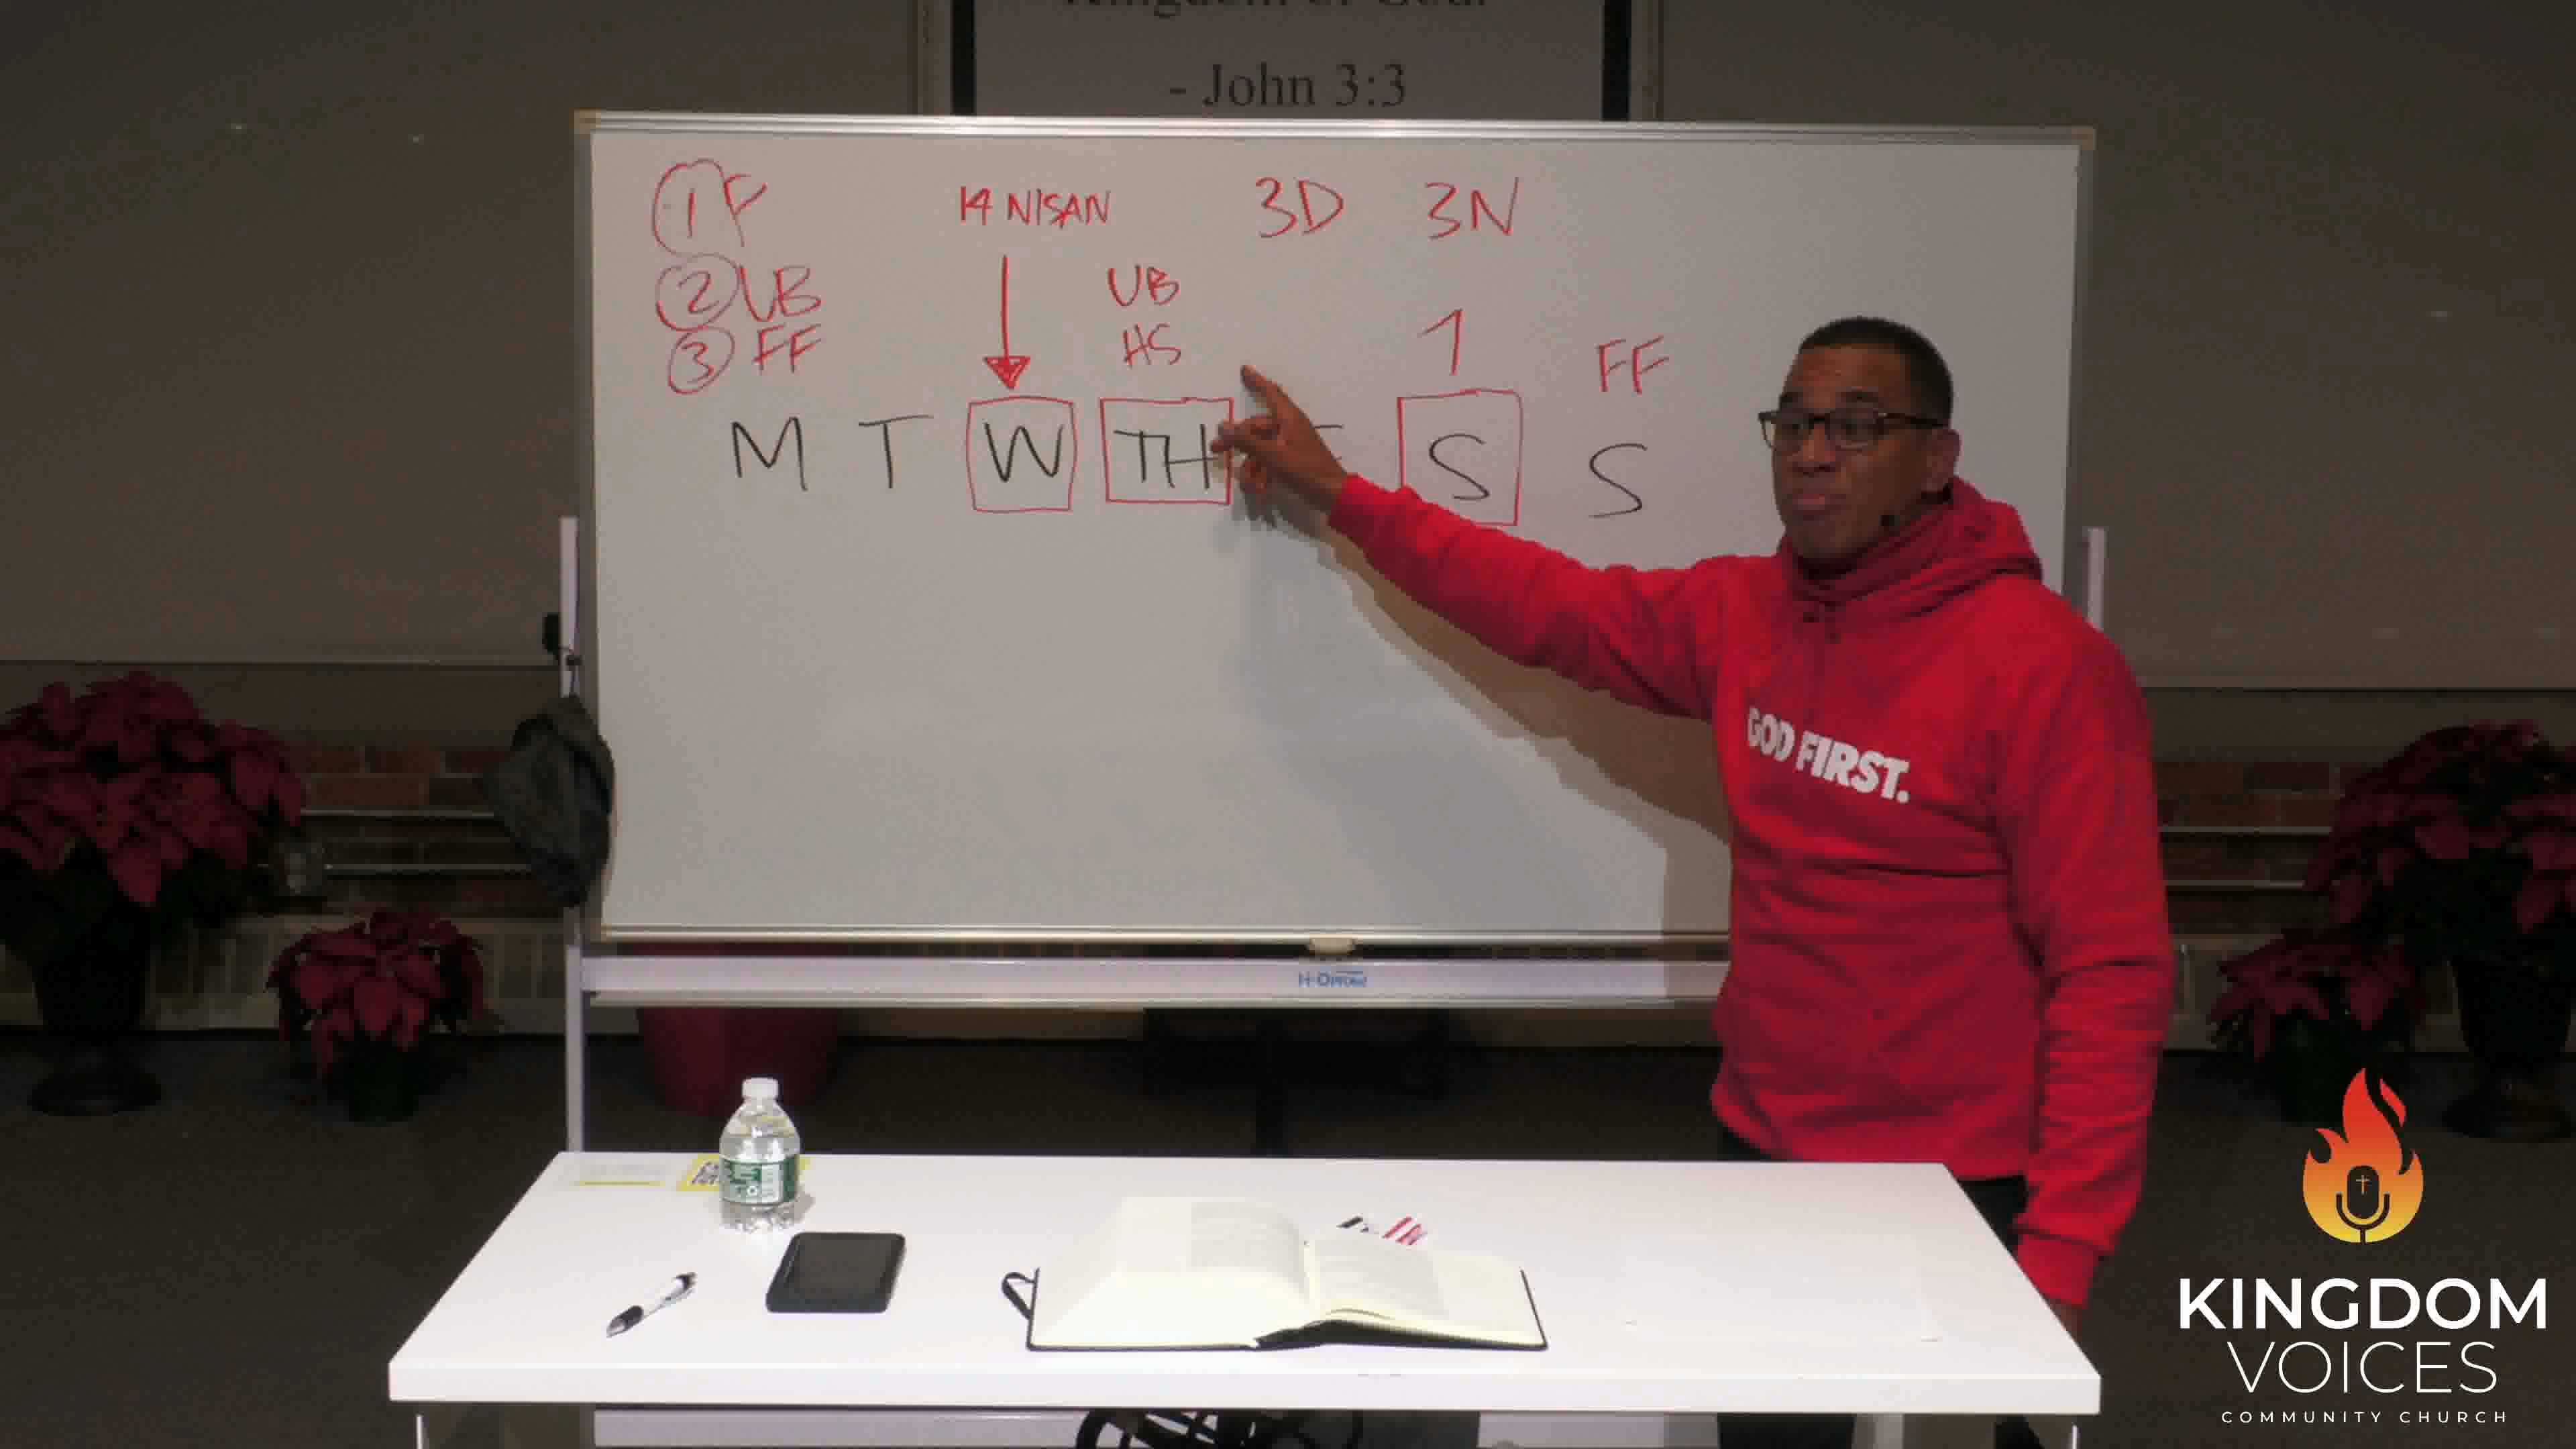 - John 3:3
① F
② UB
③ FF
14 NISAN
3D 3N
UB
HS
1
FF
M T W TH F S S
GOD FIRST.
KINGDOM
VOICES
COMMUNITY CHURCH